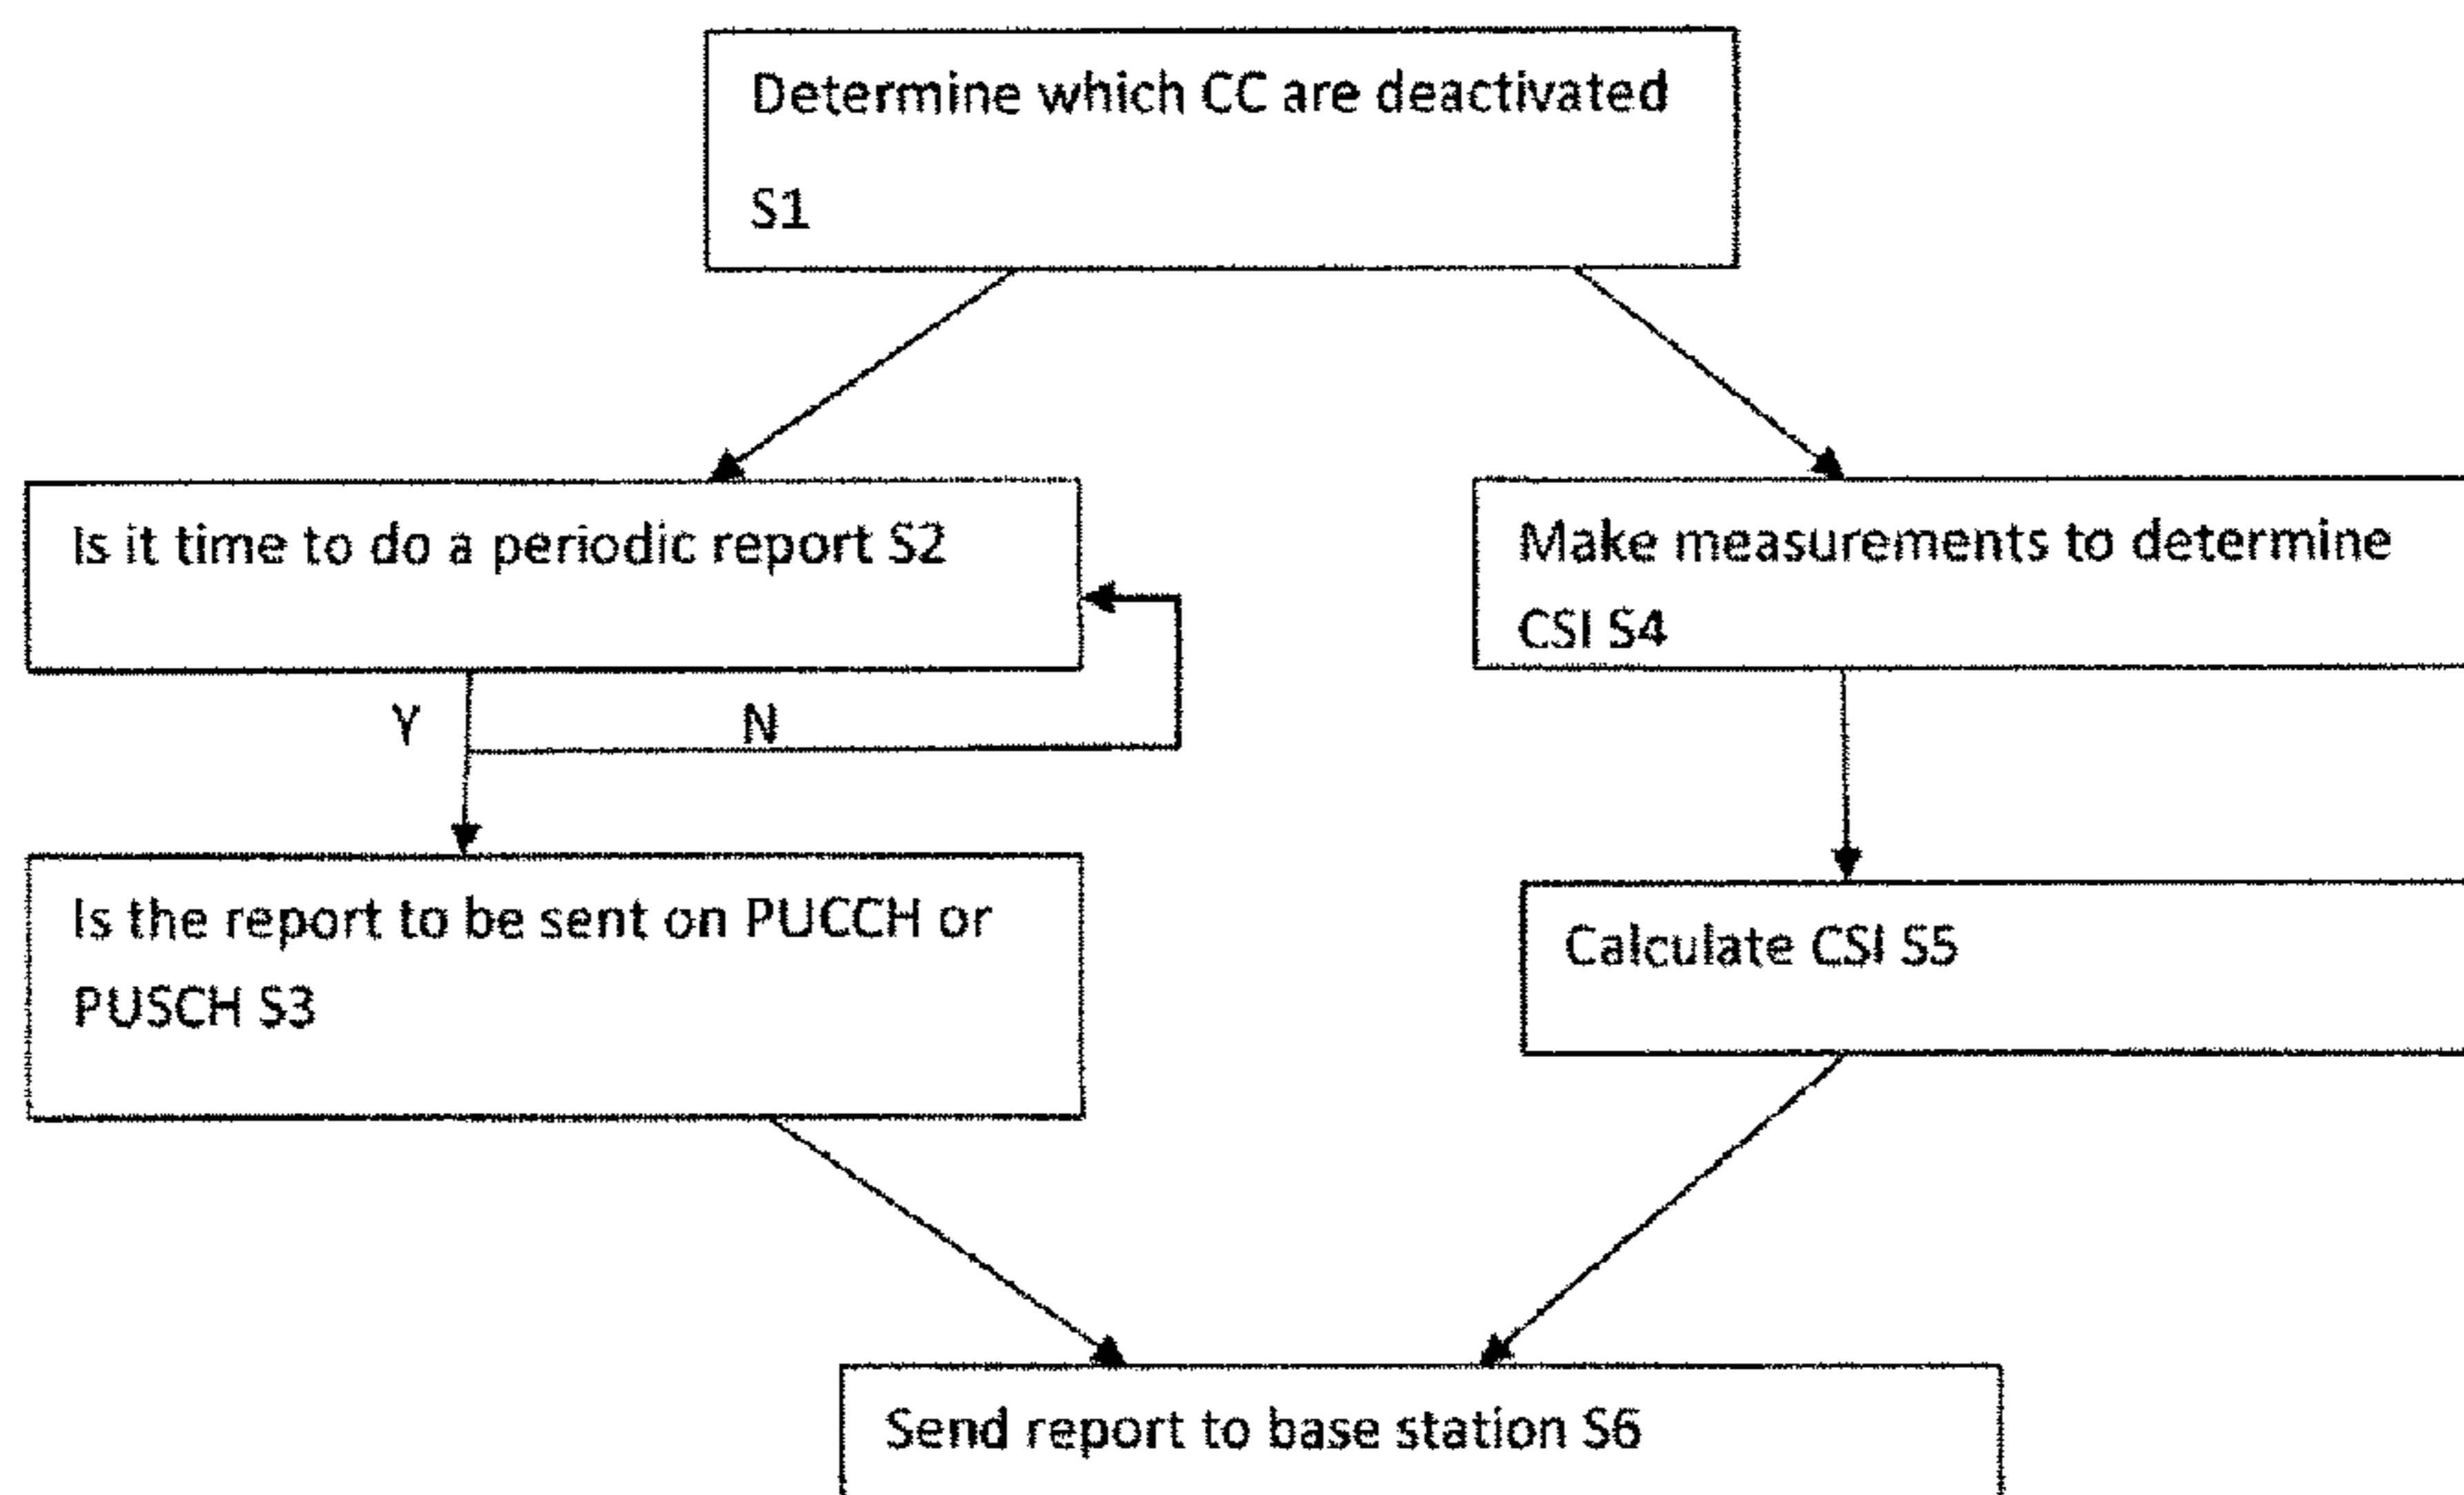 Determine which CC are deactivated
S1
Is it time to do a periodic report S2
Make measurements to determine
CSI S4
Y
N
Is the report to be sent on PUCCH or
PUSCH S3
Calculate CSI S5
Send report to base station S6